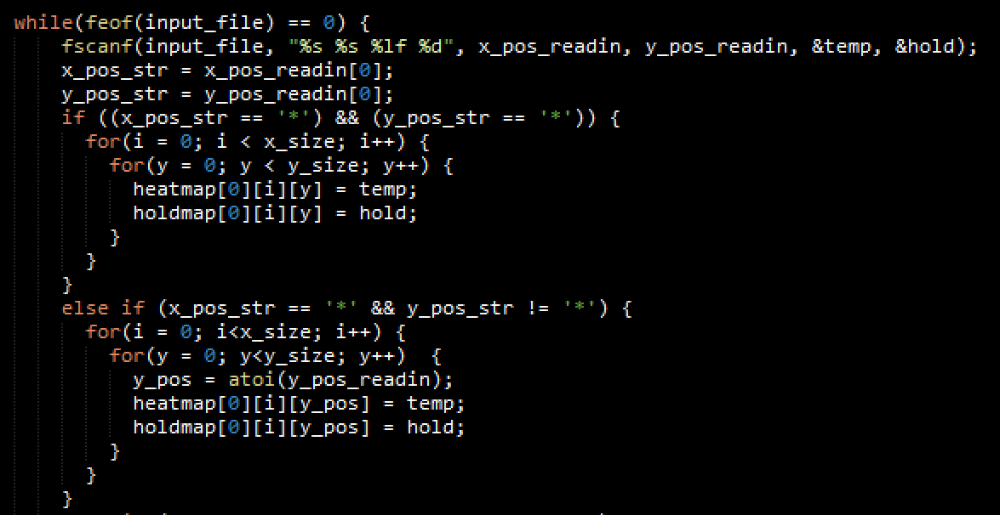 while(feof(input_file) == 0) {
fscanf(input_file, "%s %s %lf %d", x_pos_readin, y_pos_readin, &temp, &hold);
x_pos_str = x_pos_readin[0];
y_pos_str = y_pos_readin[0];
if ((x_pos_str == '*') && (y_pos_str == '*')) {
for(i = 0; i < x_size; i++) {
for(y = 0; y < y_size; y++) {
heatmap[0][i][y] = temp;
holdmap[0][i][y] = hold;
}
}
}
else if (x_pos_str == '*' && y_pos_str != '*') {
for(i = 0; i<x_size; i++) {
for(y = 0; y<y_size; y++)  {
y_pos = atoi(y_pos_readin);
heatmap[0][i][y_pos] = temp;
holdmap[0][i][y_pos] = hold;
}
}
}